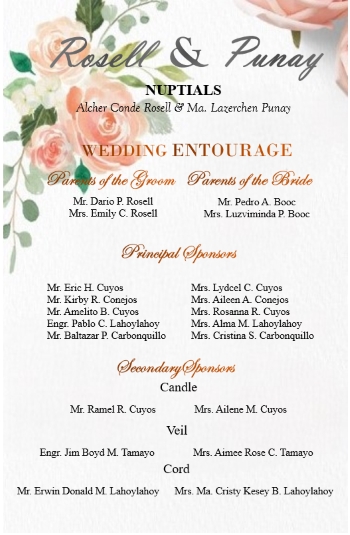 Rosell & Punay
NUPTIALS
Alcher Conde Rosell & Ma. Lazerchen Punay
WEDDING ENTOURAGE
Parents of the Groom Parents of the Bride
Mr. Dario P. Rosell Mr. Pedro A. Booc
Mrs. Emily C. Rosell Mrs. Luzviminda P. Booc
Principal Sponsors
Mr. Eric H. Cuyos Mrs. Lydcel C. Cuyos
Mr. Kirby R. Conejos Mrs. Aileen A. Conejos
Mr. Amelito B. Cuyos Mrs. Rosanna R. Cuyos
Engr. Pablo C. Lahoylahoy Mrs. Alma M. Lahoylahoy
Mr. Baltazar P. Carbonquillo Mrs. Cristina S. Carbonquillo
Secondary Sponsors
Candle
Mr. Ramel R. Cuyos Mrs. Ailene M. Cuyos
Veil
Engr. Jim Boyd M. Tamayo Mrs. Aimee Rose C. Tamayo
Cord
Mr. Erwin Donald M. Lahoylahoy Mrs. Ma. Cristy Kesey B. Lahoylahoy